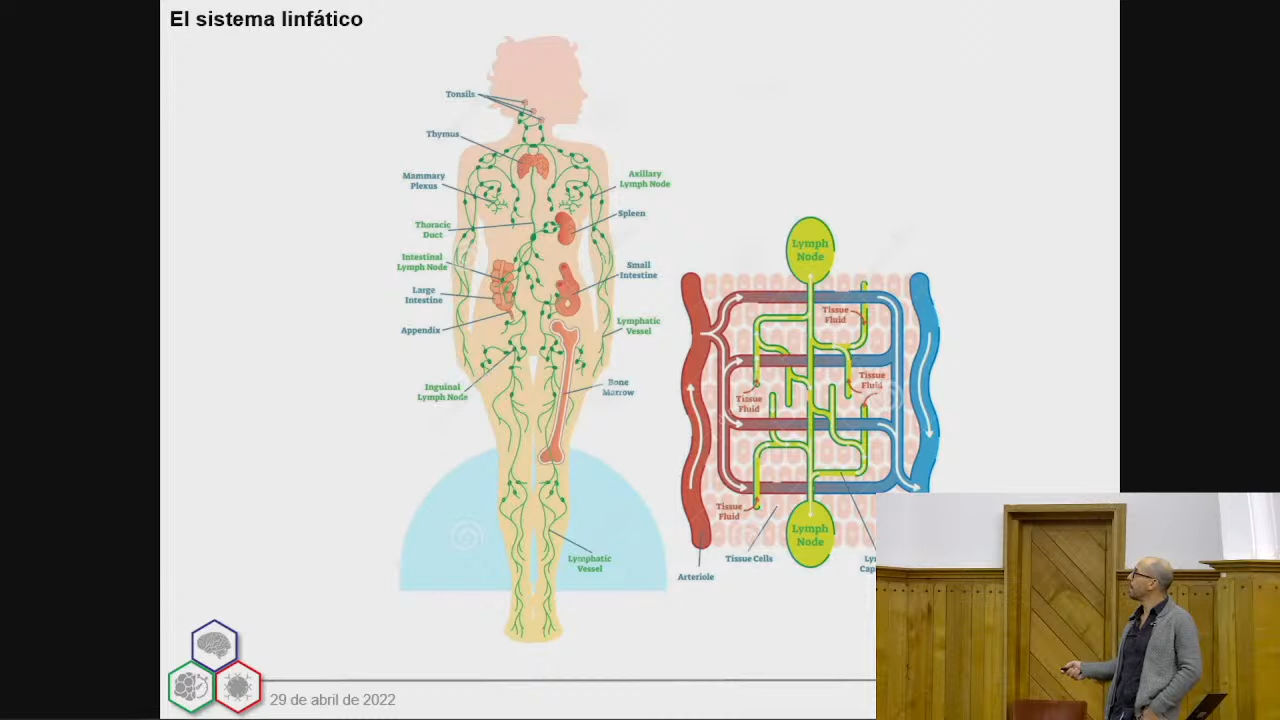 El sistema linfático
Tonsils
Thymus
Mammary
Plexus
Thoracic
Duct
Intestinal
Lymph Node
Large
Intestine
Appendix
Inguinal
Lymph Node
Axillary
Lymph Node
Spleen
Small
Intestine
Lymphatic
Vessel
Bone
Marrow
Lymphatic
Vessel
Lymph
Node
Tissue
Fluid
Tissue
Fluid
Tissue
Fluid
Tissue
Fluid
Lymph
Node
Tissue Cells
Arteriole
29 de abril de 2022